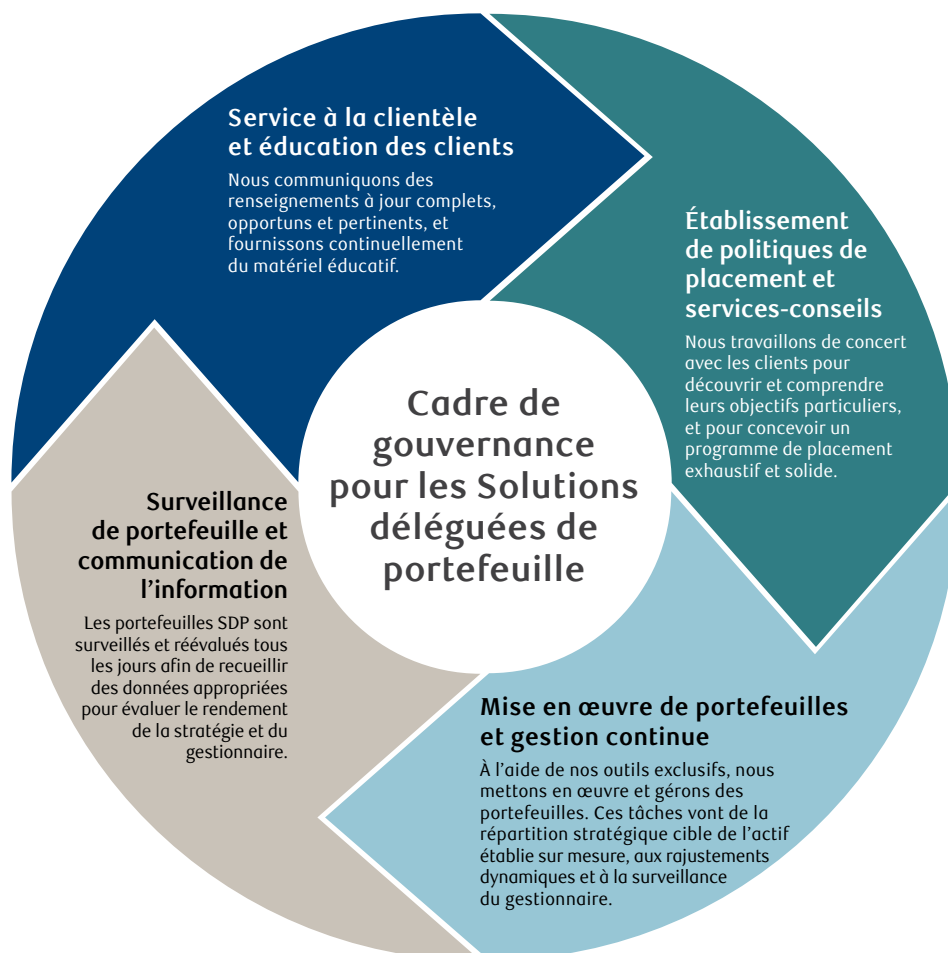 Service à la clientèle
et éducation des clients
Nous communiquons des
renseignements à jour complets,
opportuns et pertinents, et
fournissons continuellement
du matériel éducatif.
Établissement
de politiques de
placement et
services-conseils
Nous travaillons de concert
avec les clients pour
découvrir et comprendre
leurs objectifs particuliers,
et pour concevoir un
programme de placement
exhaustif et solide.
Cadre de
gouvernance
pour les Solutions
déléguées de
portefeuille
Surveillance
de portefeuille et
communication de
l’information
Les portefeuilles SDP sont
surveillés et réévalués tous
les jours afin de recueillir
des données appropriées
pour évaluer le rendement
de la stratégie et du
gestionnaire.
Mise en œuvre de portefeuilles
et gestion continue
À l’aide de nos outils exclusifs, nous
mettons en œuvre et gérons des
portefeuilles. Ces tâches vont de la
répartition stratégique cible de l’actif
établie sur mesure, aux rajustements
dynamiques et à la surveillance
du gestionnaire.